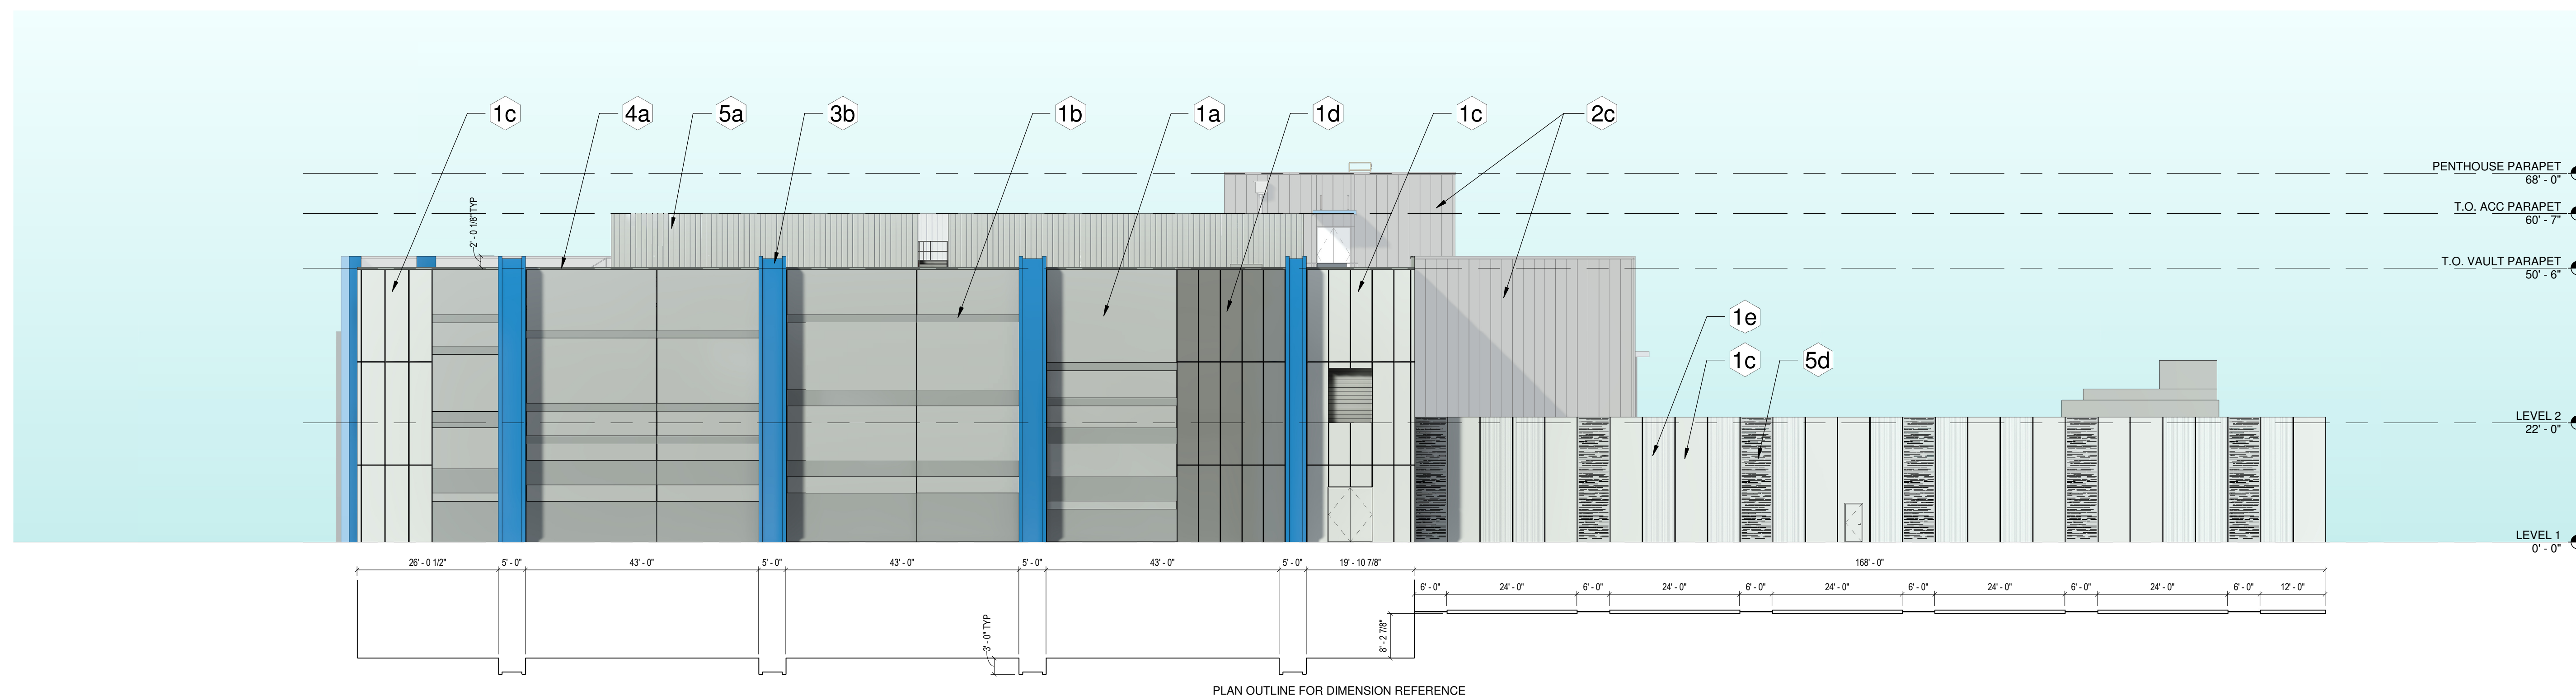 1c 4a 5a 3b 1b 1a 1d 1c 2c
PENTHOUSE PARAPET
68' - 0"
T.O. ACC PARAPET
60' - 7"
2' - 0 1/8" TYP
T.O. VAULT PARAPET
50' - 6"
1e
1c 5d
LEVEL 2
22' - 0"
LEVEL 1
0' - 0"
26' - 0 1/2" 5' - 0" 43' - 0" 5' - 0" 43' - 0" 5' - 0" 43' - 0" 5' - 0" 19' - 10 7/8" 168' - 0"
6' - 0" 24' - 0" 6' - 0" 24' - 0" 6' - 0" 24' - 0" 6' - 0" 24' - 0" 6' - 0" 24' - 0" 6' - 0" 12' - 0"
3' - 0" TYP
8' - 2 7/8"
PLAN OUTLINE FOR DIMENSION REFERENCE